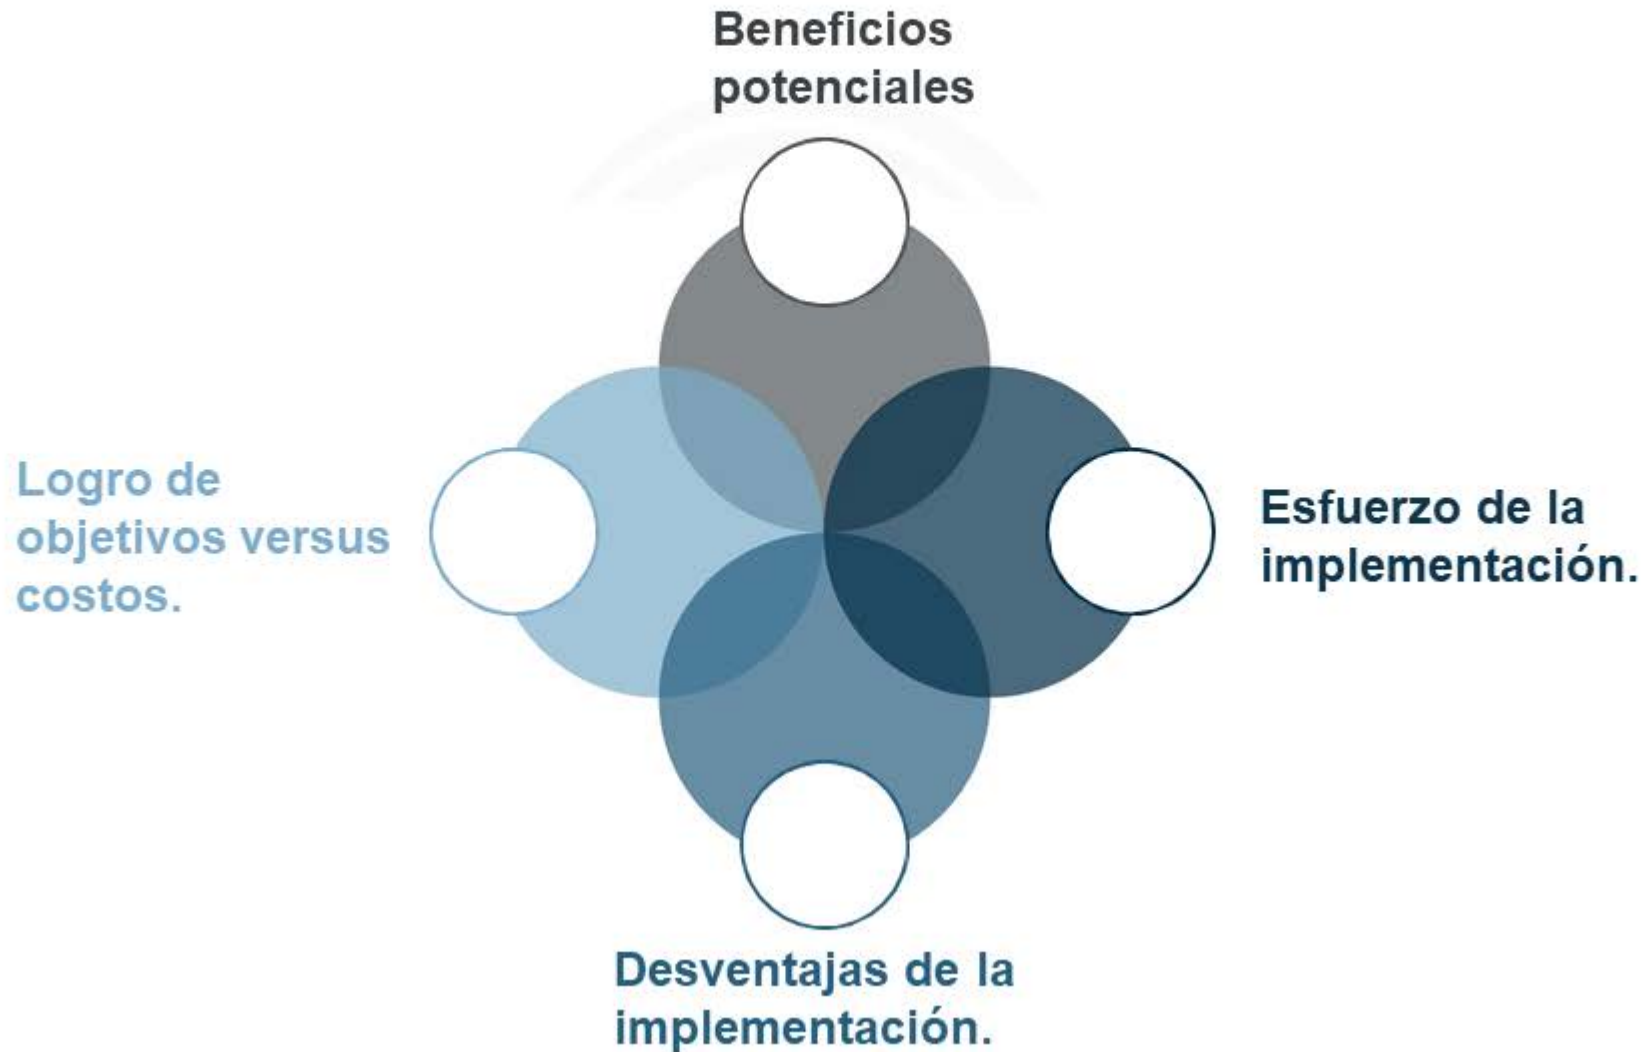 Beneficios
potenciales
Logro de
objetivos versus
costos.
Esfuerzo de la
implementación.
Desventajas de la
implementación.